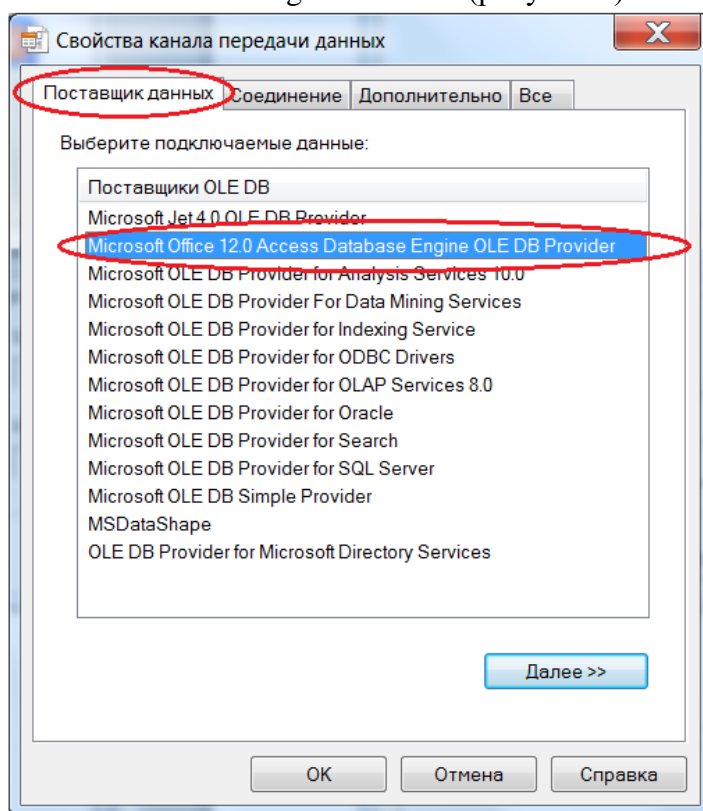 Свойства канала передачи данных
Поставщик данных Соединение Дополнительно Все
Выберите подключаемые данные:
Поставщики OLE DB
Microsoft Jet 4.0 OLE DB Provider
Microsoft Office 12.0 Access Database Engine OLE DB Provider
Microsoft OLE DB Provider for Analysis Services 10.0
Microsoft OLE DB Provider For Data Mining Services
Microsoft OLE DB Provider for Indexing Service
Microsoft OLE DB Provider for ODBC Drivers
Microsoft OLE DB Provider for OLAP Services 8.0
Microsoft OLE DB Provider for Oracle
Microsoft OLE DB Provider for Search
Microsoft OLE DB Provider for SQL Server
Microsoft OLE DB Simple Provider
MSDataShape
OLE DB Provider for Microsoft Directory Services
Далее >>
OK Отмена Справка